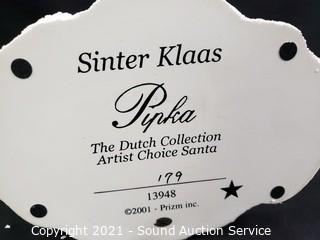 Sinter Klaas
Pipka
The Dutch Collection
Artist Choice Santa
179
13948
©2001 - Prizm inc.
Copyright 2021 - Sound Auction Service